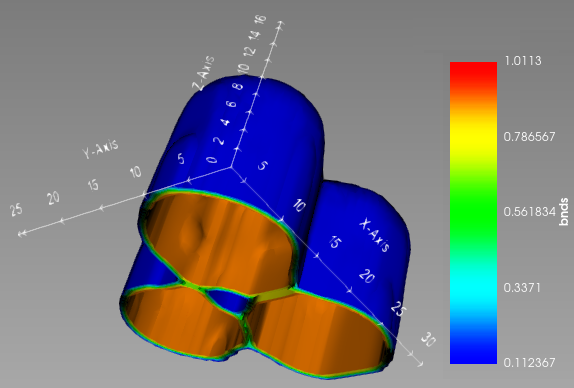 Z-Axis
0 2 4 6 8 10 12 14 16
Y-Axis
5 10 15 20 25
X-Axis
5 10 15 20 25 30
1.0113
0.786567
0.561834
0.3371
0.112367
bnds